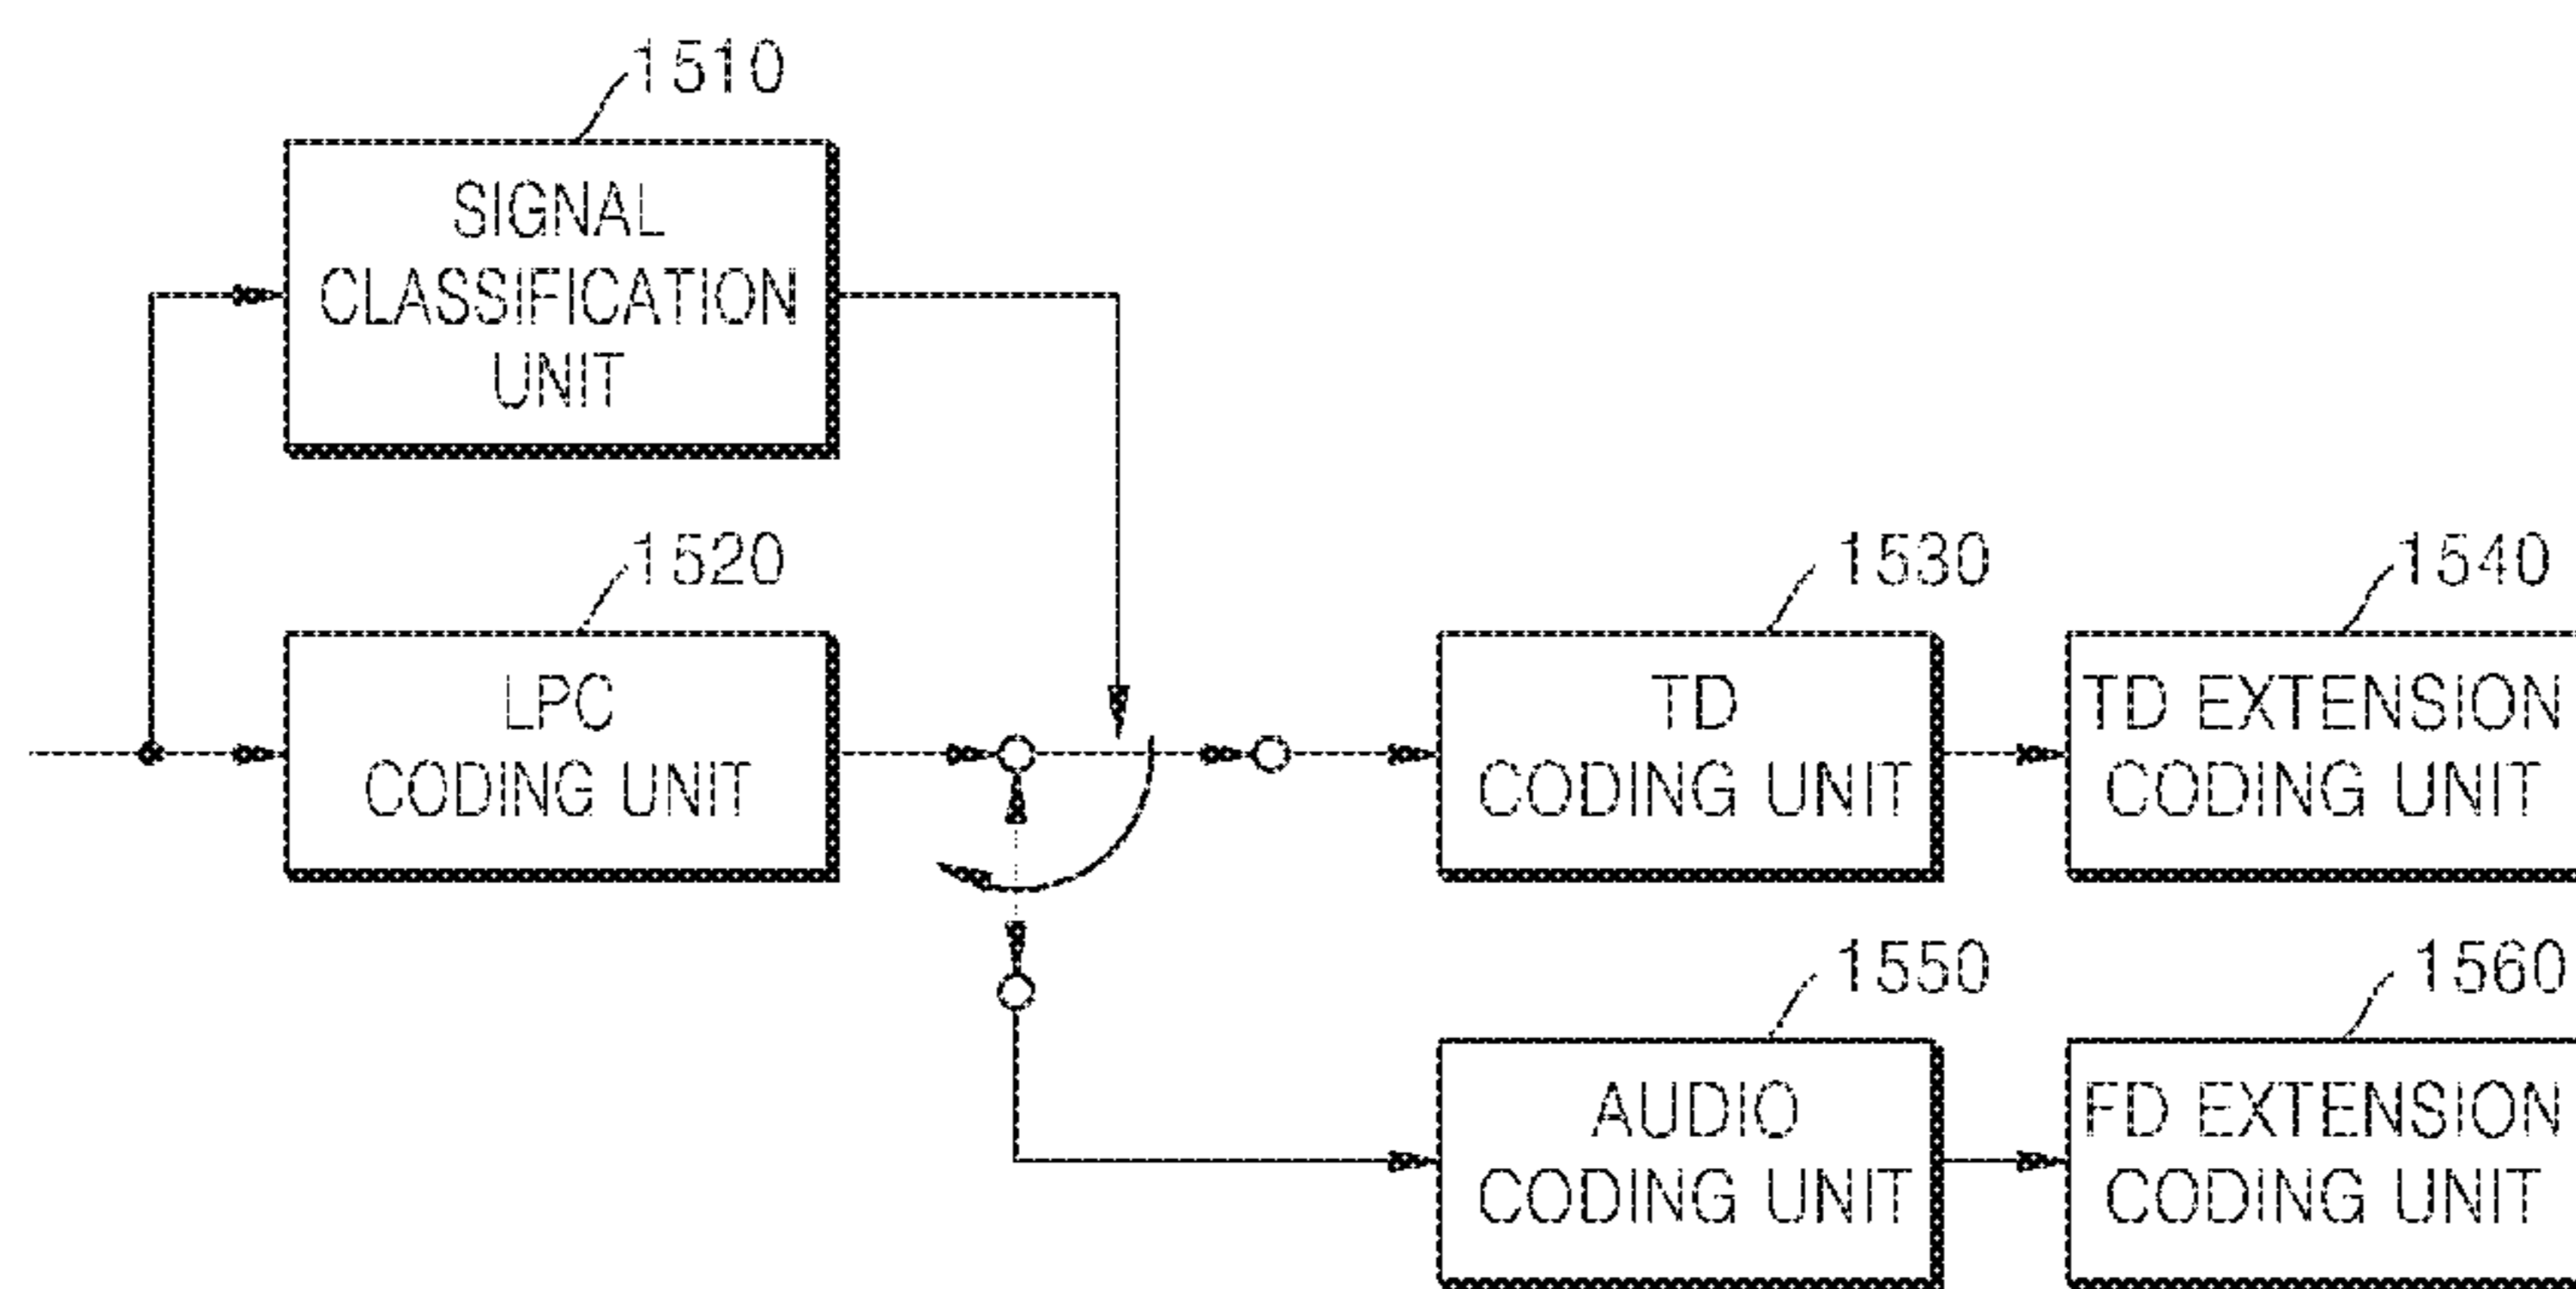 1510
SIGNAL
CLASSIFICATION
UNIT
1520
LPC
CODING UNIT
1530
TD
CODING UNIT
1540
TD EXTENSION
CODING UNIT
1550
AUDIO
CODING UNIT
1560
FD EXTENSION
CODING UNIT